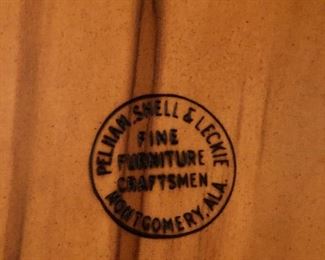 PELHAM, SHELL & LECKIE
FINE
FURNITURE
CRAFTSMEN
MONTGOMERY, ALA.